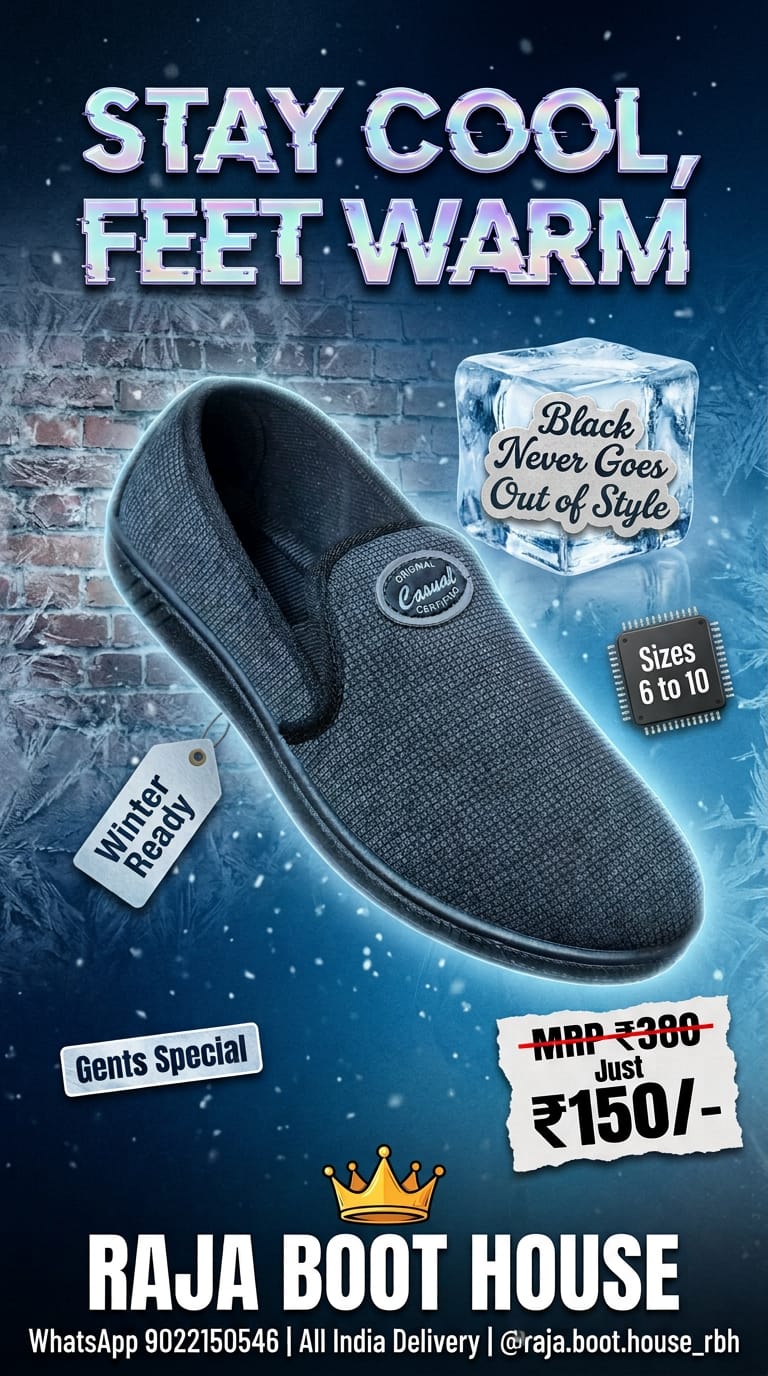 STAY COOL,
FEET WARM
Black
Never Goes
Out of Style
ORIGINAL
Casual
CERFIFIED
Sizes
6 to 10
Winter
Ready
Gents Special
MRP ₹380
Just
₹150/-
RAJA BOOT HOUSE
WhatsApp 9022150546 | All India Delivery | @raja.boot.house_rbh